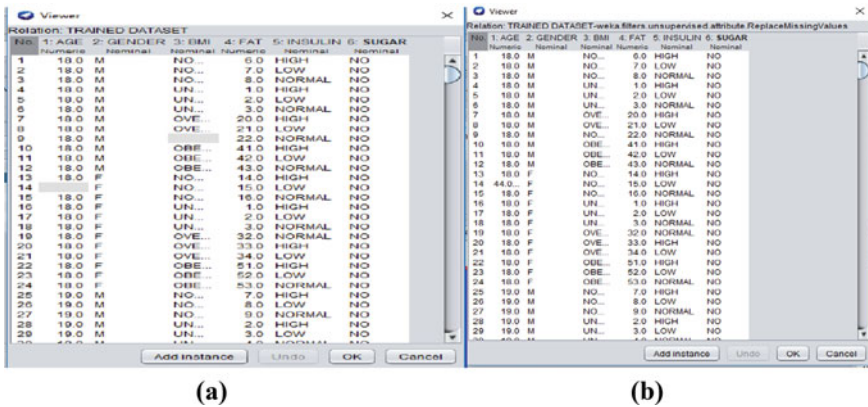 Viewer
Relation: TRAINED DATASET
No. 1: AGE 2: GENDER 3: BMI 4: FAT 5: INSULIN 6: SUGAR
Numeric Nominal Nominal Numeric Nominal Nominal
1 18.0 M NO... 6.0 HIGH NO
2 18.0 M NO... 7.0 LOW NO
3 18.0 M NO... 8.0 NORMAL NO
4 18.0 M UN... 1.0 HIGH NO
5 18.0 M UN... 2.0 LOW NO
6 18.0 M UN... 3.0 NORMAL NO
7 18.0 M OVE... 20.0 HIGH NO
8 18.0 M OVE... 21.0 LOW NO
9 18.0 M 22.0 NORMAL NO
10 18.0 M OBE... 41.0 HIGH NO
11 18.0 M OBE... 42.0 LOW NO
12 18.0 M OBE... 43.0 NORMAL NO
13 18.0 F NO... 14.0 HIGH NO
14 F NO... 15.0 LOW NO
15 18.0 F NO... 16.0 NORMAL NO
16 18.0 F UN... 1.0 HIGH NO
17 18.0 F UN... 2.0 LOW NO
18 18.0 F UN... 3.0 NORMAL NO
19 18.0 F OVE... 32.0 NORMAL NO
20 18.0 F OVE... 33.0 HIGH NO
21 18.0 F OVE... 34.0 LOW NO
22 18.0 F OBE... 51.0 HIGH NO
23 18.0 F OBE... 52.0 LOW NO
24 18.0 F OBE... 53.0 NORMAL NO
25 19.0 M NO... 7.0 HIGH NO
26 19.0 M NO... 8.0 LOW NO
27 19.0 M NO... 9.0 NORMAL NO
28 19.0 M UN... 2.0 HIGH NO
29 19.0 M UN... 3.0 LOW NO
Add instance Undo OK Cancel
(a)
Viewer
Relation: TRAINED DATASET-weka.filters.unsupervised.attribute.ReplaceMissingValues
No. 1: AGE 2: GENDER 3: BMI 4: FAT 5: INSULIN 6: SUGAR
Numeric Nominal Nominal Numeric Nominal Nominal
1 18.0 M NO... 6.0 HIGH NO
2 18.0 M NO... 7.0 LOW NO
3 18.0 M NO... 8.0 NORMAL NO
4 18.0 M UN... 1.0 HIGH NO
5 18.0 M UN... 2.0 LOW NO
6 18.0 M UN... 3.0 NORMAL NO
7 18.0 M OVE... 20.0 HIGH NO
8 18.0 M OVE... 21.0 LOW NO
9 18.0 M NO... 22.0 NORMAL NO
10 18.0 M OBE... 41.0 HIGH NO
11 18.0 M OBE... 42.0 LOW NO
12 18.0 M OBE... 43.0 NORMAL NO
13 18.0 F NO... 14.0 HIGH NO
14 44.0... F NO... 15.0 LOW NO
15 18.0 F NO... 16.0 NORMAL NO
16 18.0 F UN... 1.0 HIGH NO
17 18.0 F UN... 2.0 LOW NO
18 18.0 F UN... 3.0 NORMAL NO
19 18.0 F OVE... 32.0 NORMAL NO
20 18.0 F OVE... 33.0 HIGH NO
21 18.0 F OVE... 34.0 LOW NO
22 18.0 F OBE... 51.0 HIGH NO
23 18.0 F OBE... 52.0 LOW NO
24 18.0 F OBE... 53.0 NORMAL NO
25 19.0 M NO... 7.0 HIGH NO
26 19.0 M NO... 8.0 LOW NO
27 19.0 M NO... 9.0 NORMAL NO
28 19.0 M UN... 2.0 HIGH NO
29 19.0 M UN... 3.0 LOW NO
Add instance Undo OK Cancel
(b)